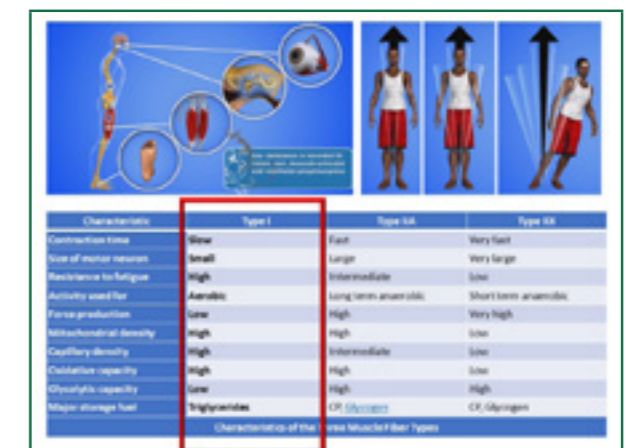 Characteristic Type I Type IIA Type IIX
Contraction time Slow Fast Very fast
Size of motor neuron Small Large Very large
Resistance to fatigue High Intermediate Low
Activity used for Aerobic Long term anaerobic Short term anaerobic
Force production Low High Very high
Mitochondrial density High High Low
Capillary density High Intermediate Low
Oxidative capacity High High Low
Glycolytic capacity Low High High
Major storage fuel Triglycerides CP, Glycogen CP, Glycogen
Characteristics of the Three Muscle Fiber Types